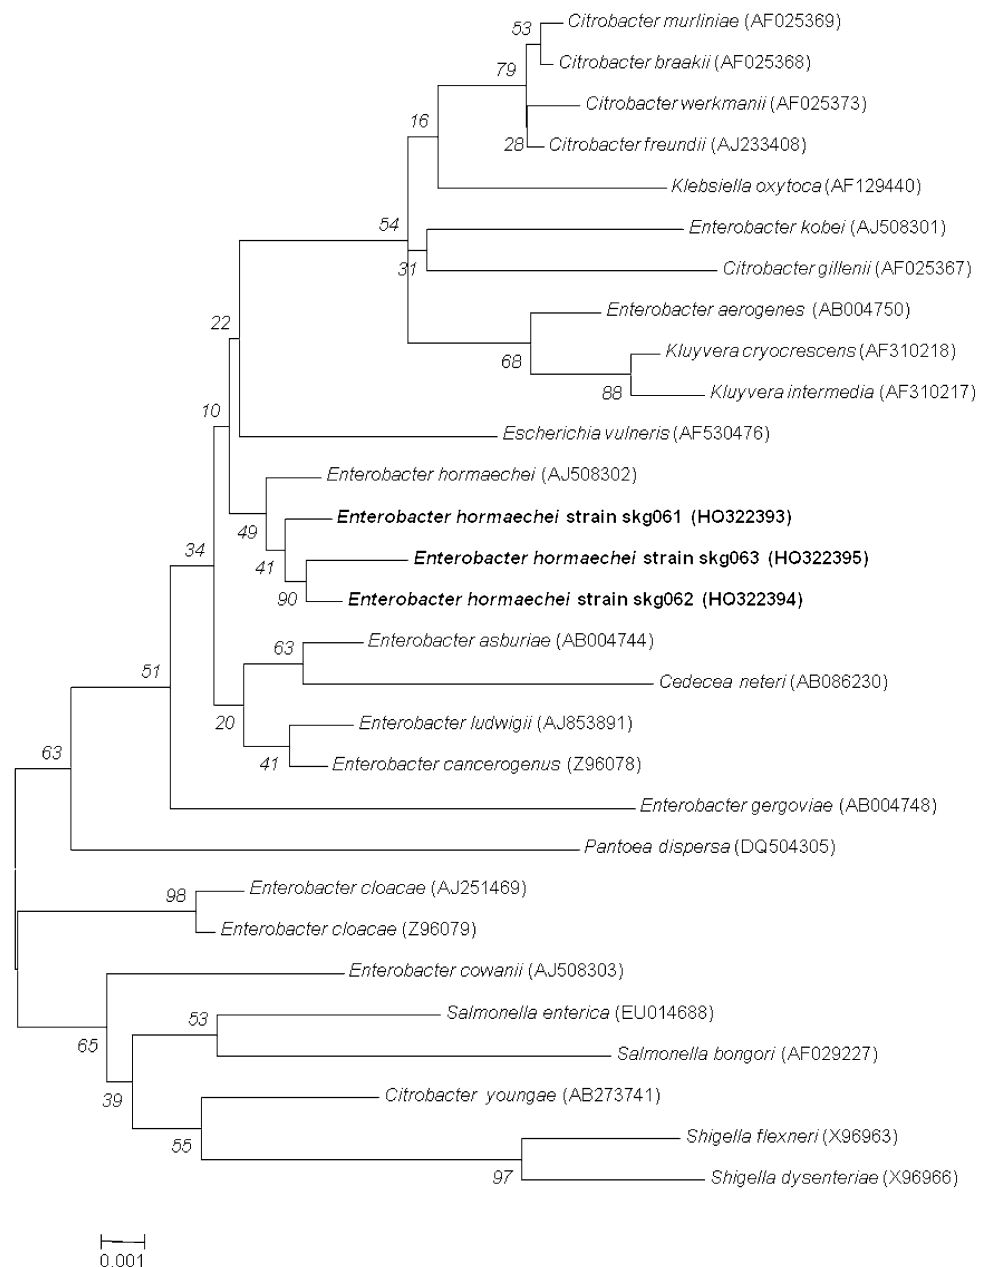 Citrobacter murliniae (AF025369)
53
Citrobacter braakii (AF025368)
79
Citrobacter werkmanii (AF025373)
16
28
Citrobacter freundii (AJ233408)
Klebsiella oxytoca (AF129440)
54
Enterobacter kobei (AJ508301)
31
Citrobacter gillenii (AF025367)
Enterobacter aerogenes (AB004750)
22
Kluyvera cryocrescens (AF310218)
68
88
Kluyvera intermedia (AF310217)
10
Escherichia vulneris (AF530476)
Enterobacter hormaechei (AJ508302)
Enterobacter hormaechei strain skg061 (HQ322393)
49
34
Enterobacter hormaechei strain skg063 (HQ322395)
41
90
Enterobacter hormaechei strain skg062 (HQ322394)
63
Enterobacter asburiae (AB004744)
51
Cedecea neteri (AB086230)
20
Enterobacter ludwigii (AJ853891)
63
41
Enterobacter cancerogenus (Z96078)
Enterobacter gergoviae (AB004748)
Pantoea dispersa (DQ504305)
98
Enterobacter cloacae (AJ251469)
Enterobacter cloacae (Z96079)
Enterobacter cowanii (AJ508303)
53
Salmonella enterica (EU014688)
65
Salmonella bongori (AF029227)
39
Citrobacter youngae (AB273741)
55
Shigella flexneri (X96963)
97
Shigella dysenteriae (X96966)
0.001